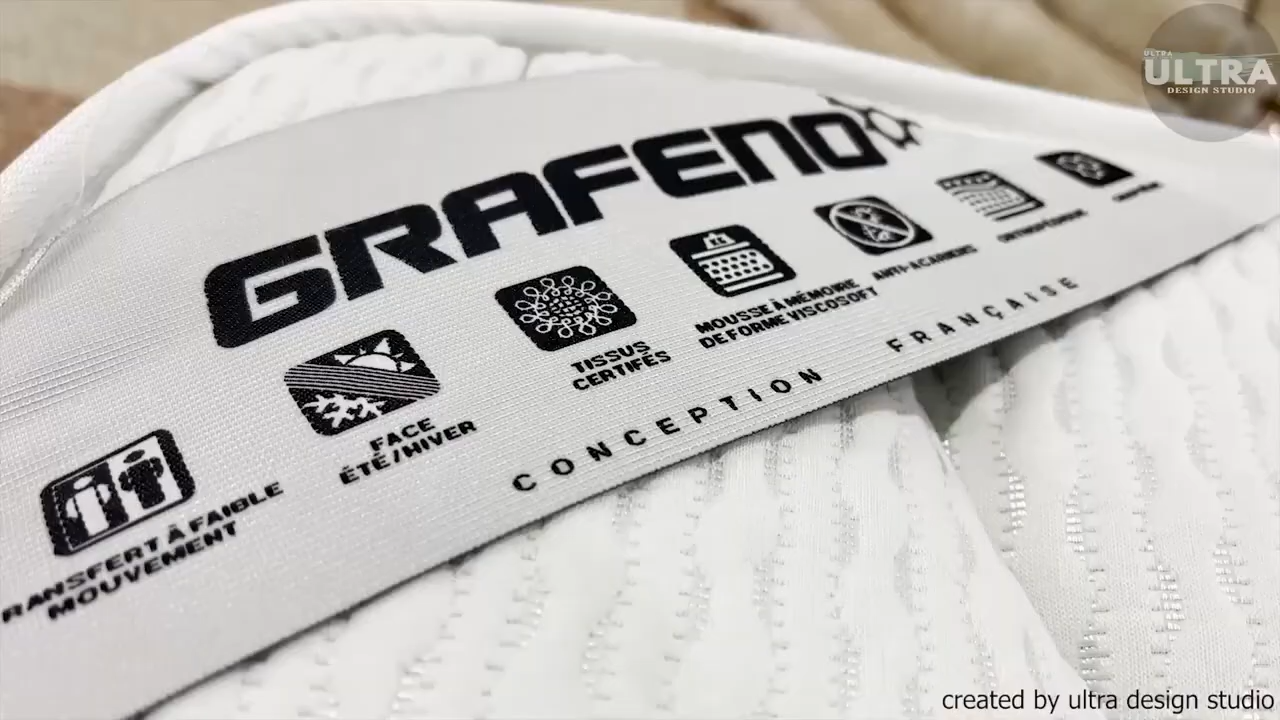 ULTRA
ULTRA
DESIGN STUDIO
GRAFENO
RANSFERT À FAIBLE
MOUVEMENT
FACE
ÉTÉ/HIVER
TISSUS
CERTIFÉS
MOUSSE À MÉMOIRE
DE FORME VISCOSOFT
ANTI-ACARIENS
CONCEPTION FRANÇAISE
created by ultra design studio